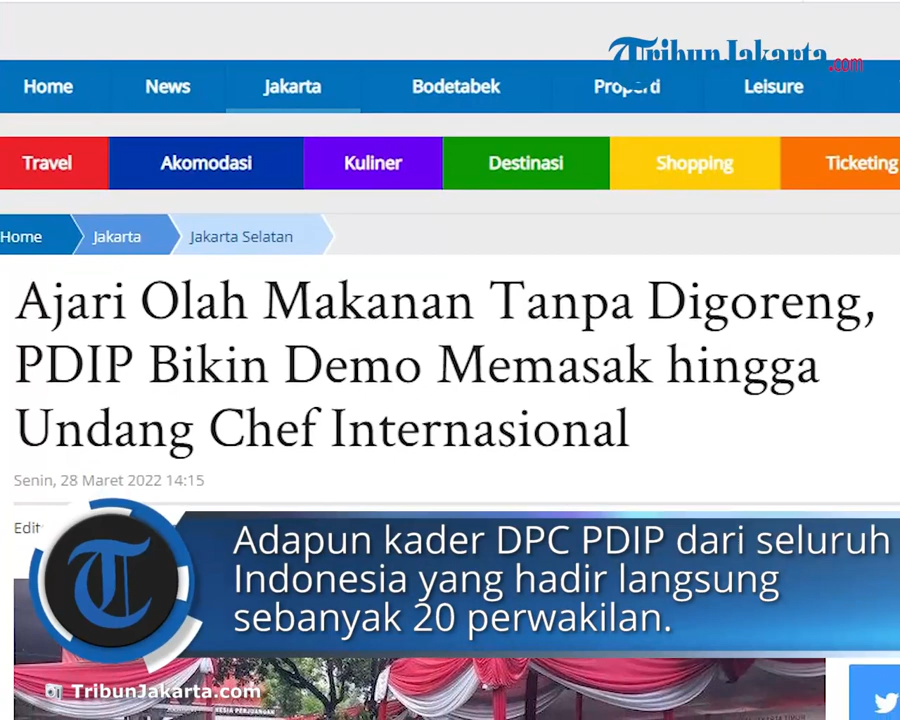 TribunJakarta.com
Home News Jakarta Bodetabek Properti Leisure
Travel Akomodasi Kuliner Destinasi Shopping Ticketing
Home Jakarta Jakarta Selatan
Ajari Olah Makanan Tanpa Digoreng,
PDIP Bikin Demo Memasak hingga
Undang Chef Internasional
Senin, 28 Maret 2022 14:15
Edit
Adapun kader DPC PDIP dari seluruh
Indonesia yang hadir langsung
sebanyak 20 perwakilan.
T
TribunJakarta.com